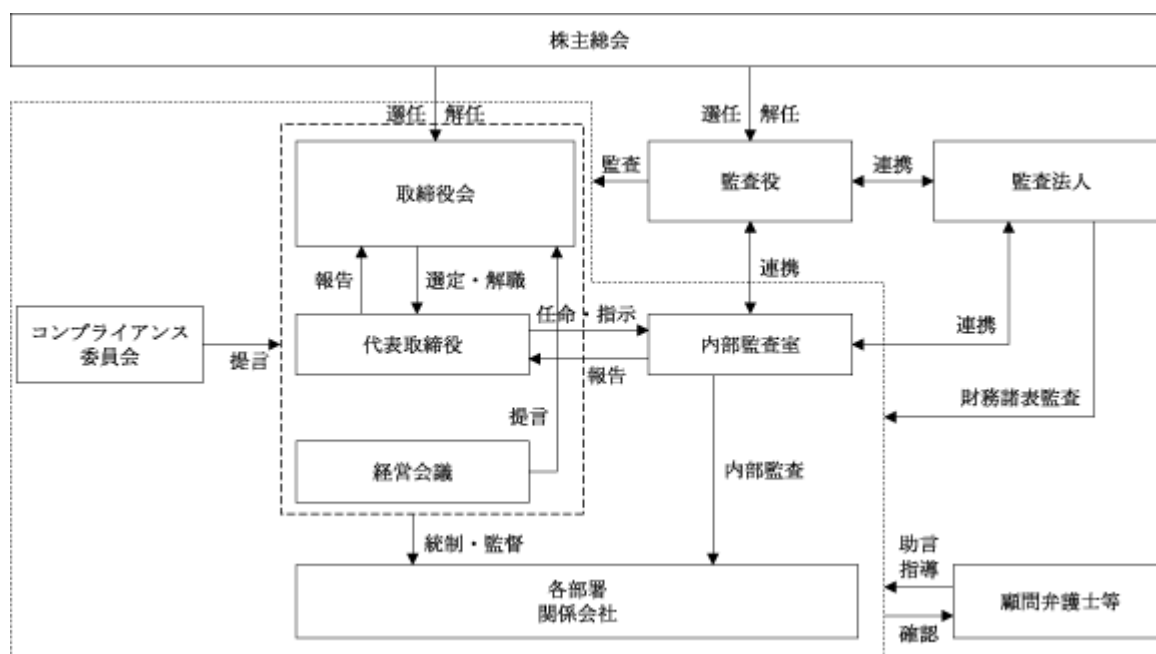 株主総会
選任 解任
選任 解任
取締役会
監査
監査役
連携
監査法人
報告
選定・解職
連携
コンプライアンス
委員会
提言
代表取締役
任命・指示
報告
内部監査室
連携
財務諸表監査
提言
経営会議
内部監査
統制・監督
各部署
関係会社
助言
指導
確認
顧問弁護士等